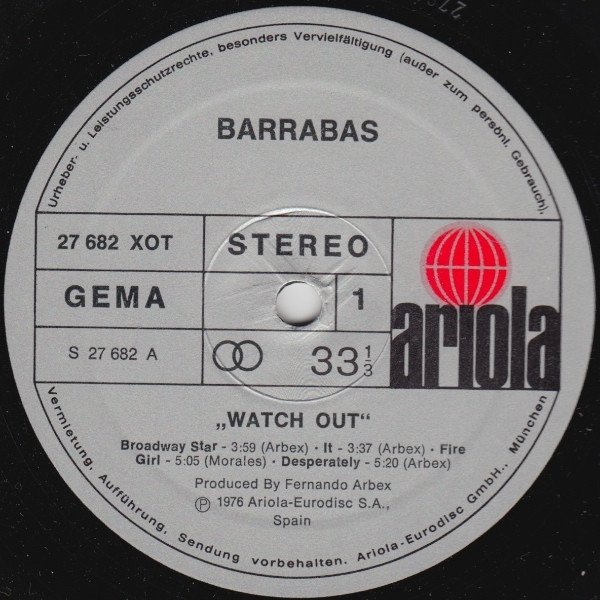 Urheber- u. Leistungsschutzrechte, besonders Vervielfältigung (außer zum persönl. Gebrauch),
BARRABAS
27 682 XOT
STEREO
GEMA
1
ariola
S 27 682 A
33 1/3
„WATCH OUT“
Broadway Star - 3:59 (Arbex) · It - 3:37 (Arbex) · Fire
Girl - 5:05 (Morales) · Desperately - 5:20 (Arbex)
Produced By Fernando Arbex
Ⓟ 1976 Ariola-Eurodisc S.A.,
Spain
Vermietung, Aufführung, Sendung vorbehalten. Ariola-Eurodisc GmbH., München